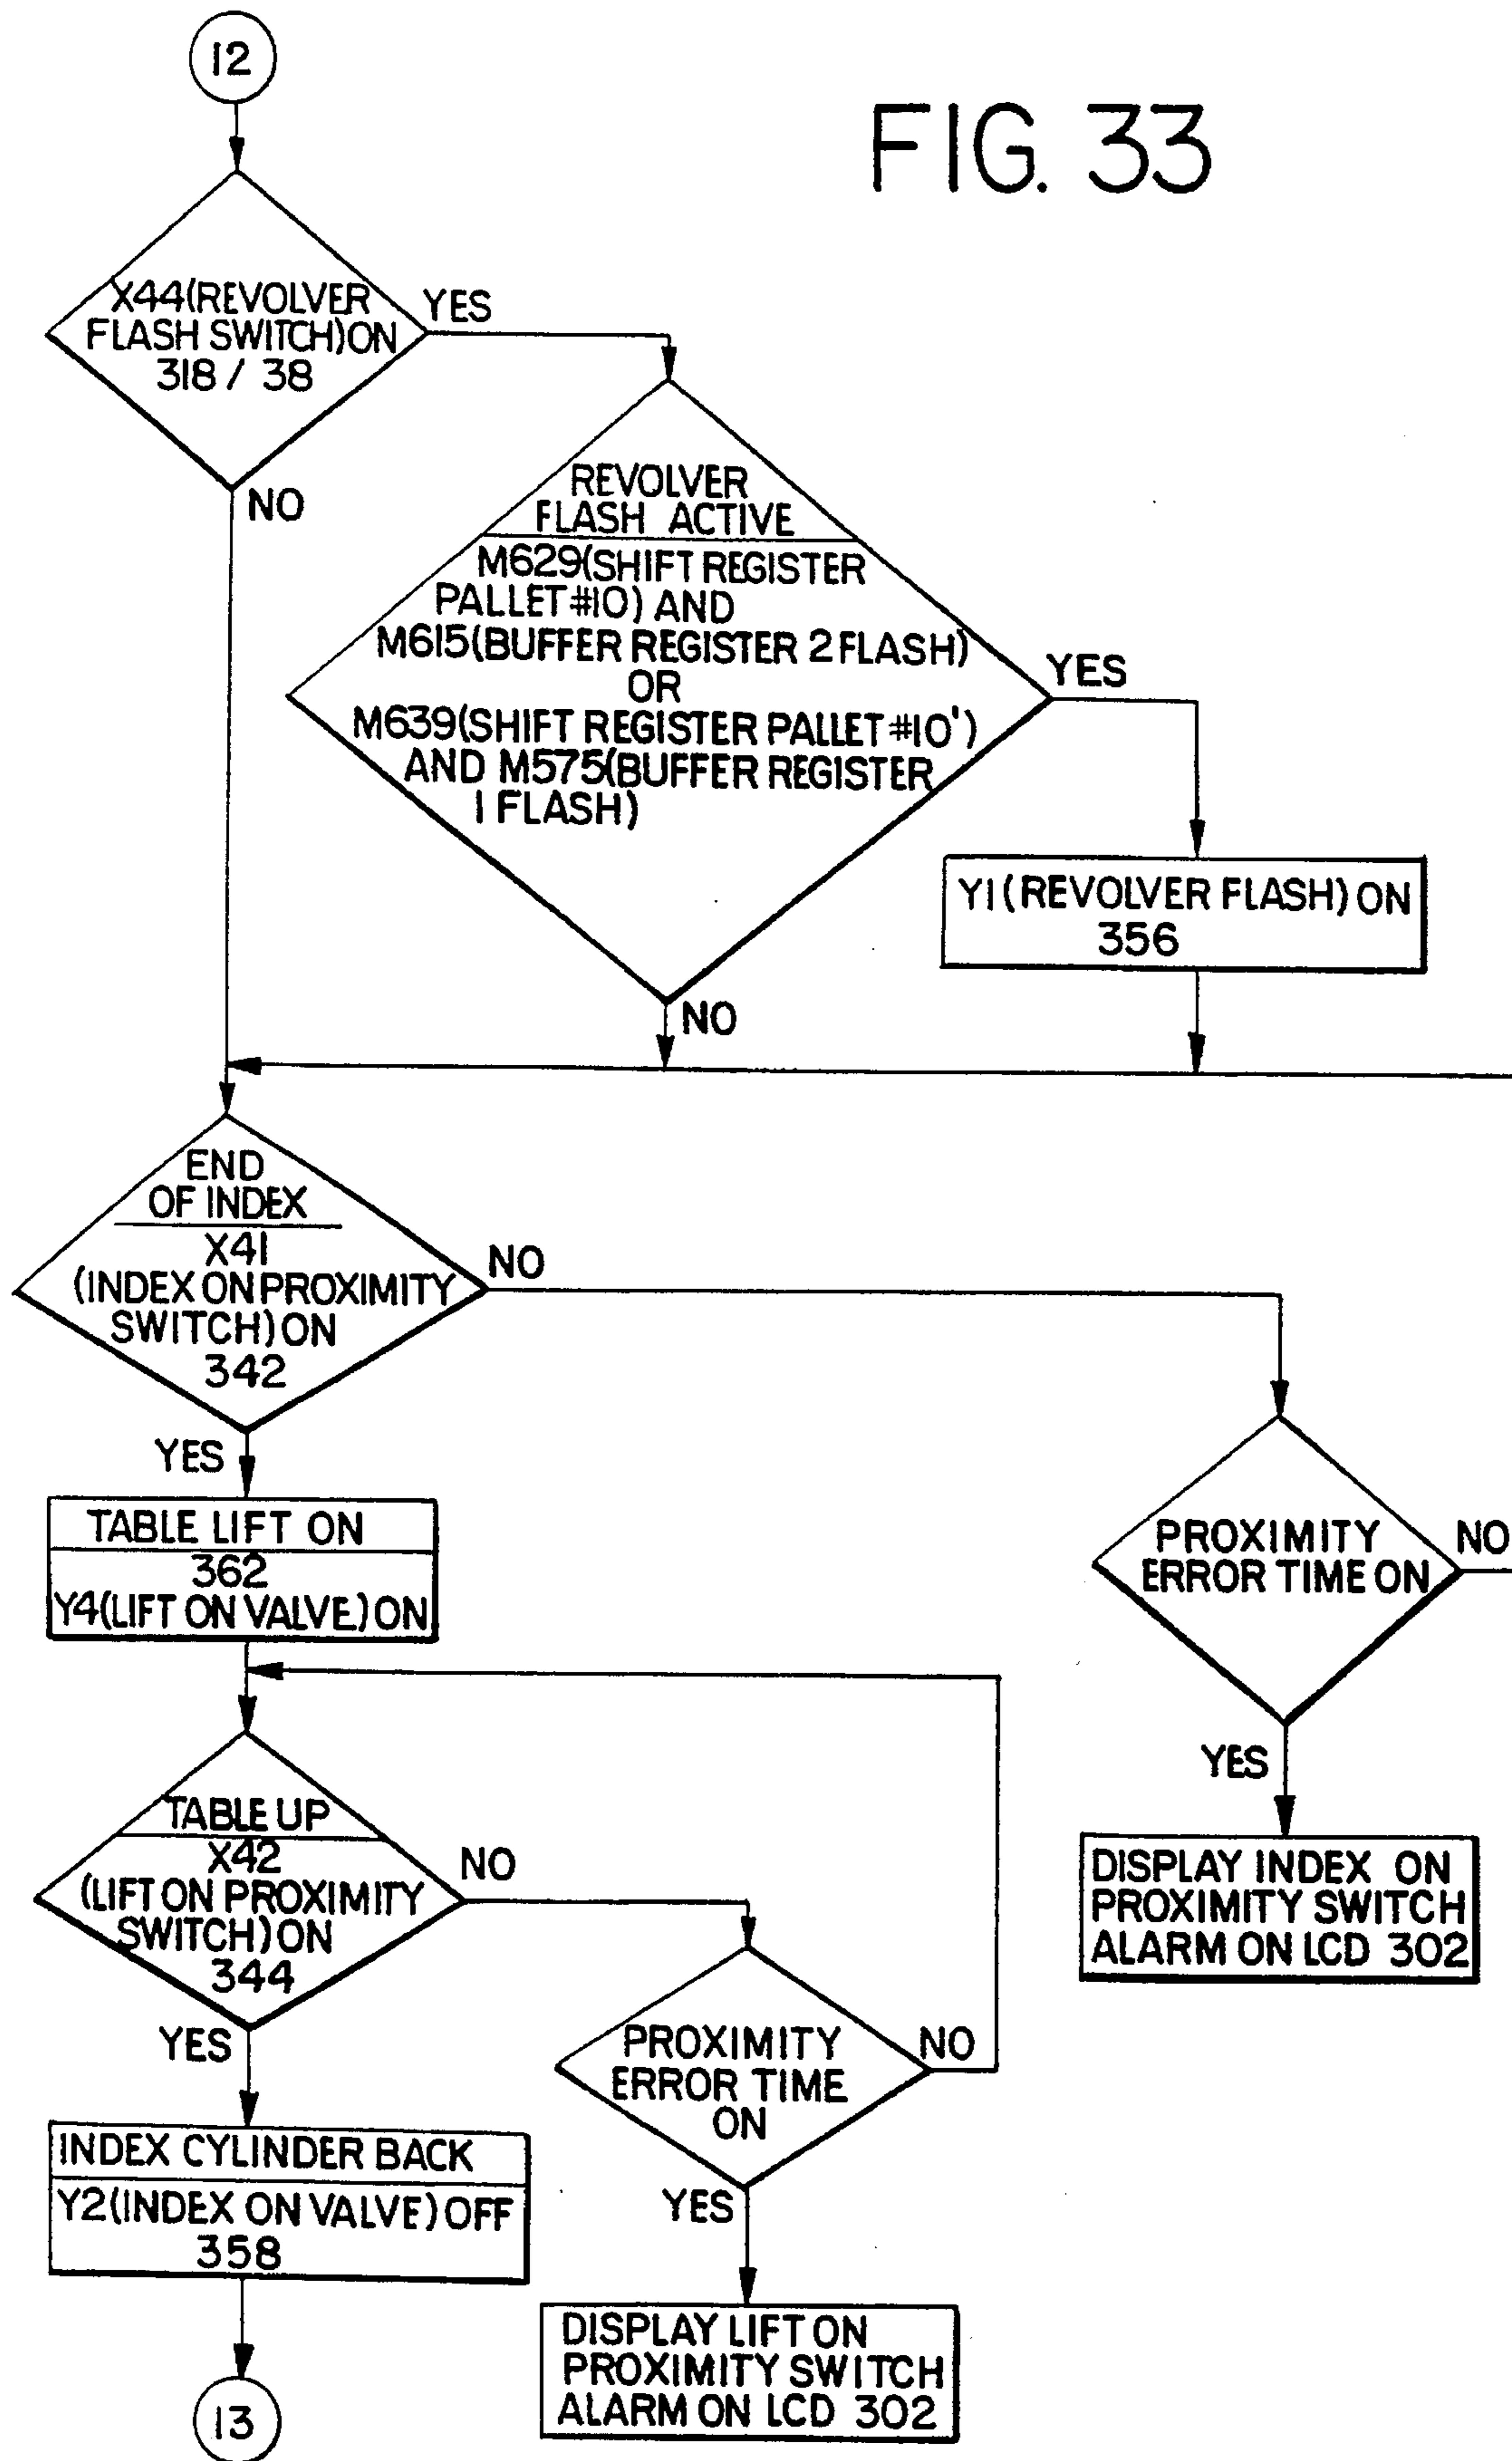 12
FIG. 33
X44(REVOLVER
FLASH SWITCH)ON
318 / 38
YES
NO
REVOLVER
FLASH ACTIVE
M629(SHIFT REGISTER
PALLET #10) AND
M615(BUFFER REGISTER 2 FLASH)
OR
M639(SHIFT REGISTER PALLET #10')
AND M575(BUFFER REGISTER
1 FLASH)
YES
NO
Y1(REVOLVER FLASH) ON
356
END
OF INDEX
X41
(INDEX ON PROXIMITY
SWITCH) ON
342
NO
YES
TABLE LIFT ON
362
Y4(LIFT ON VALVE) ON
PROXIMITY
ERROR TIME ON
NO
YES
DISPLAY INDEX ON
PROXIMITY SWITCH
ALARM ON LCD 302
TABLE UP
X42
(LIFT ON PROXIMITY
SWITCH) ON
344
NO
YES
PROXIMITY
ERROR TIME
ON
NO
YES
INDEX CYLINDER BACK
Y2(INDEX ON VALVE) OFF
358
DISPLAY LIFT ON
PROXIMITY SWITCH
ALARM ON LCD 302
13